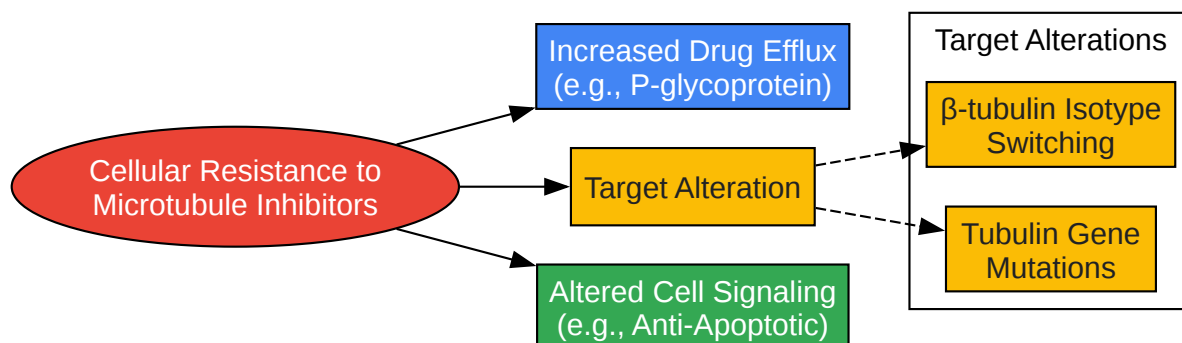 Cellular Resistance to
Microtubule Inhibitors
Increased Drug Efflux
(e.g., P-glycoprotein)
Target Alteration
Altered Cell Signaling
(e.g., Anti-Apoptotic)
Target Alterations
β-tubulin Isotype
Switching
Tubulin Gene
Mutations